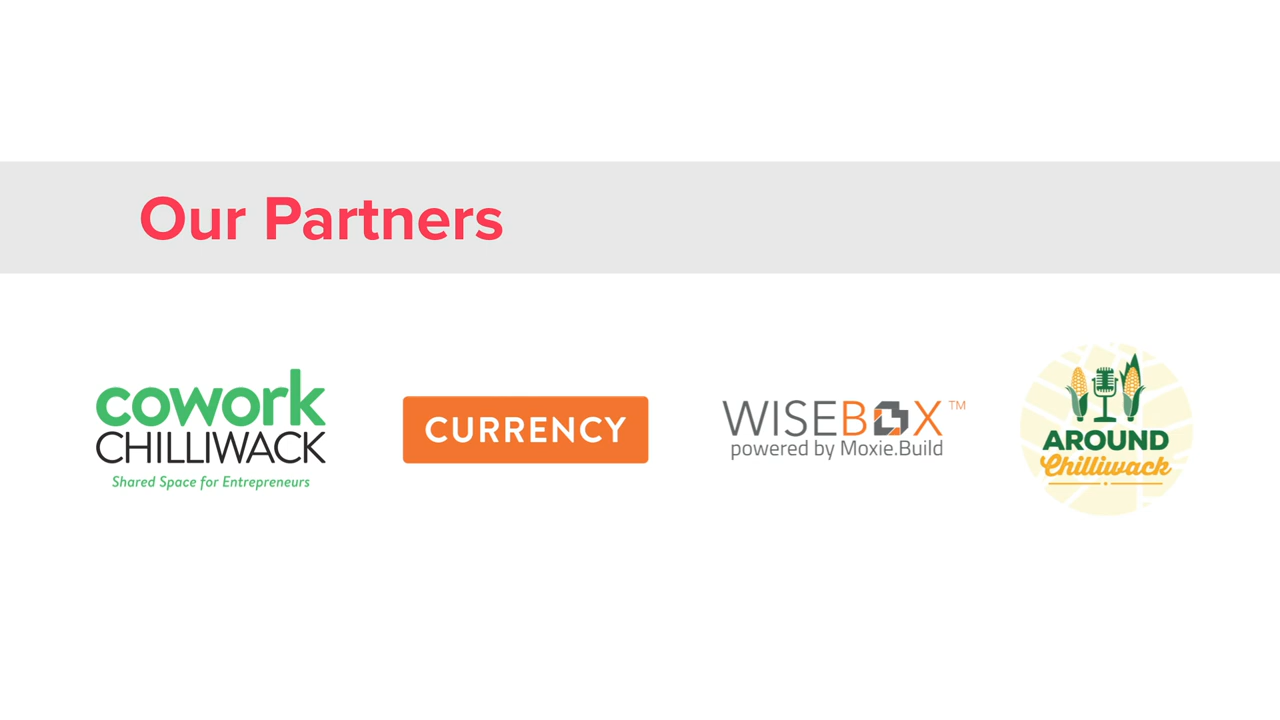 Our Partners
cowork
CHILLIWACK
Shared Space for Entrepreneurs
CURRENCY
WISEBOX™
powered by Moxie.Build
AROUND
Chilliwack